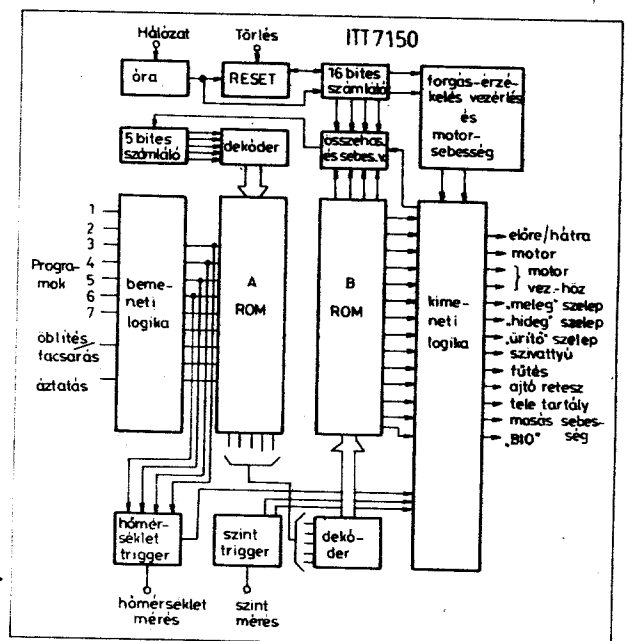 Hálózat
Törlés
ITT 7150
óra
RESET
16 bites
számláló
forgás-érzé-
kelés vezérlés
és
motor-
sebesség
5 bites
számláló
dekóder
összehas.
és sebes.v.
1
2
3
4
5
6
7
Progra-
mok
öblítés
facsarás
áztatás
beme-
neti
logika
A
ROM
B
ROM
kime-
neti
logika
előre/hátra
motor
motor
vez.-höz
„meleg" szelep
„hideg" szelep
„ürítő" szelep
szivattyú
fűtés
ajtó retesz
tele tartály
mosás sebes-
ség
„BIO"
hőmér-
séklet
trigger
szint
trigger
dekó-
der
hőmérséklet
mérés
szint
mérés